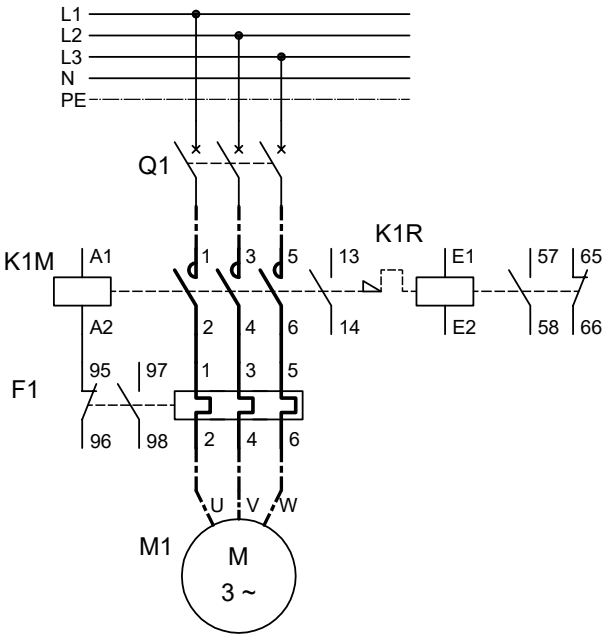 L1
L2
L3
N
PE
Q1
K1R
K1M A1 1 3 5 13 E1 57 65
A2 2 4 6 14 E2 58 66
F1 95 97 1 3 5
96 98 2 4 6
U V W
M1 M
3 ~